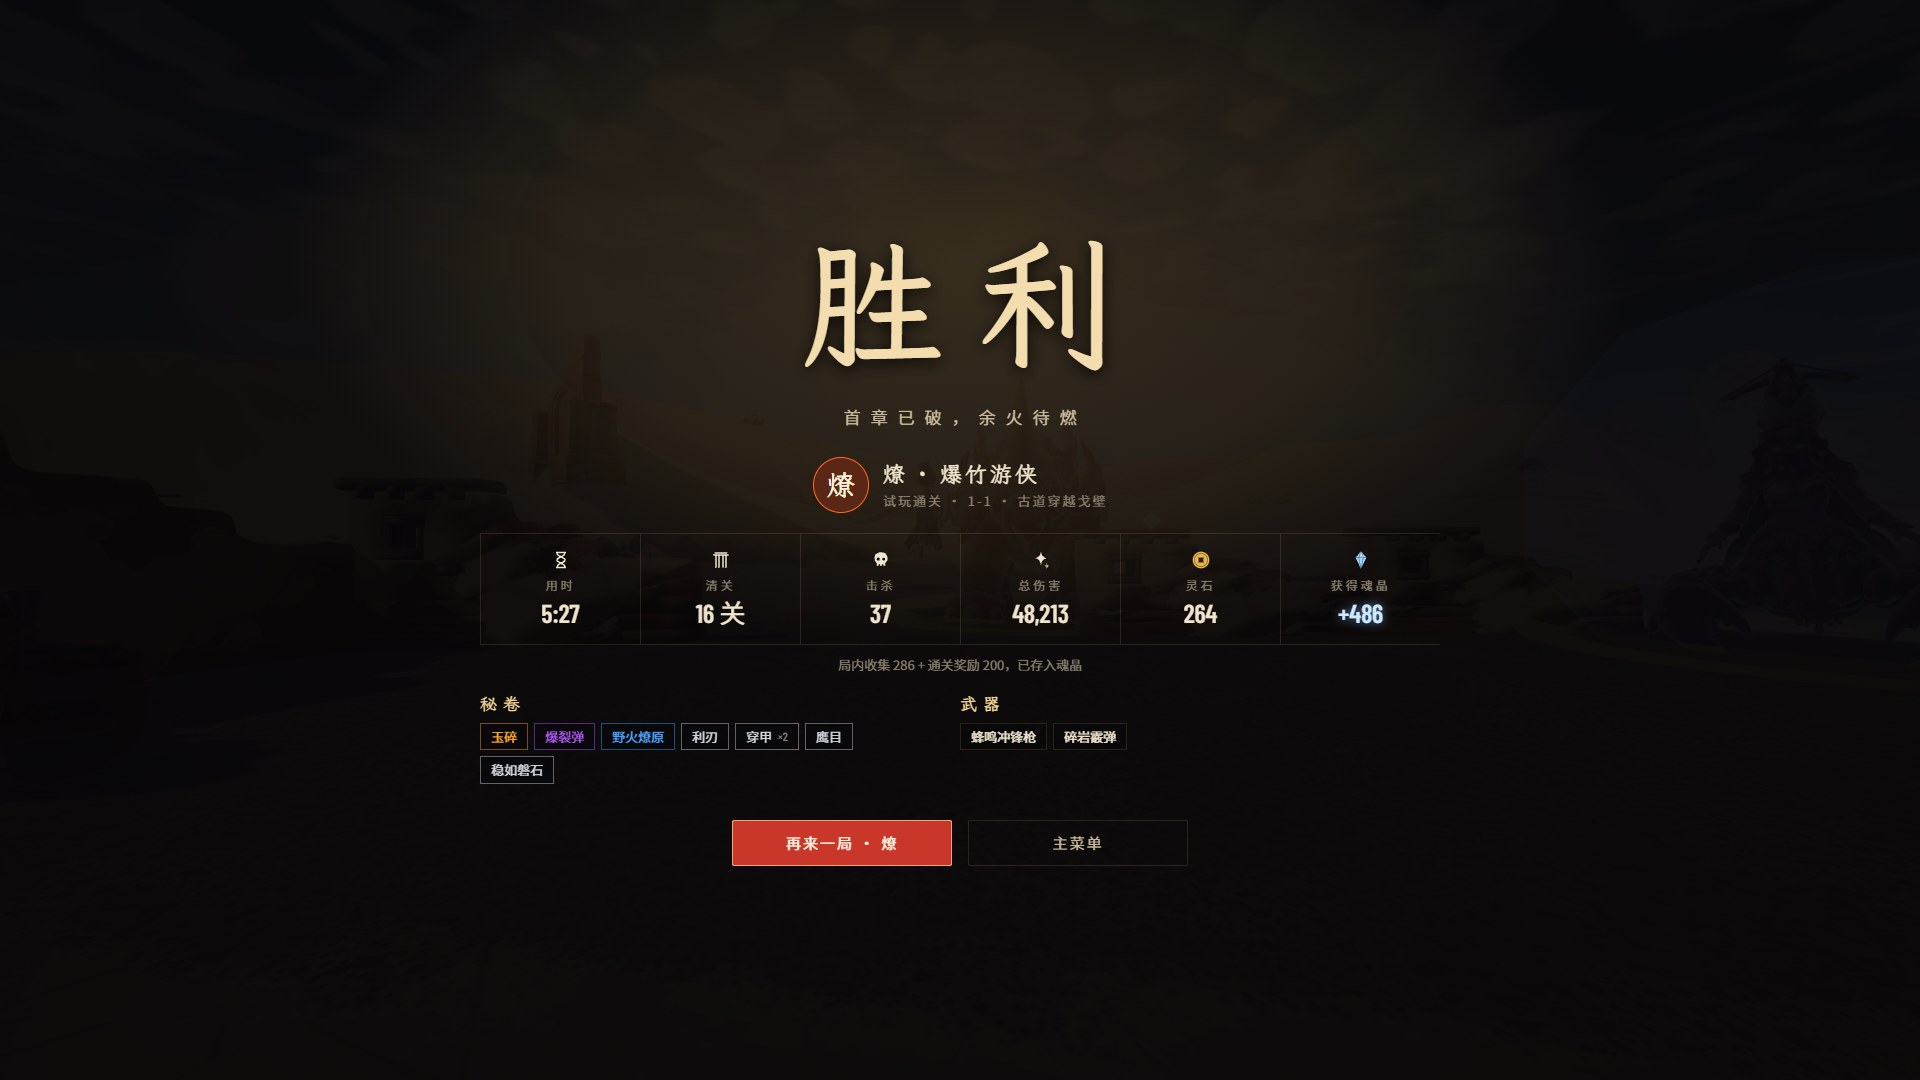 胜利
首章已破，余火待燃
燎
燎 · 爆竹游侠
试玩通关 · 1-1 · 古道穿越戈壁
用时 清关 击杀 总伤害 灵石 获得魂晶
5:27 16 关 37 48,213 264 +486
局内收集 286 + 通关奖励 200，已存入魂晶
秘卷
玉碎 爆裂弹 野火燎原 利刃 穿甲 ×2 鹰目
稳如磐石
武器
蜂鸣冲锋枪 碎岩霰弹
再来一局 · 燎
主菜单